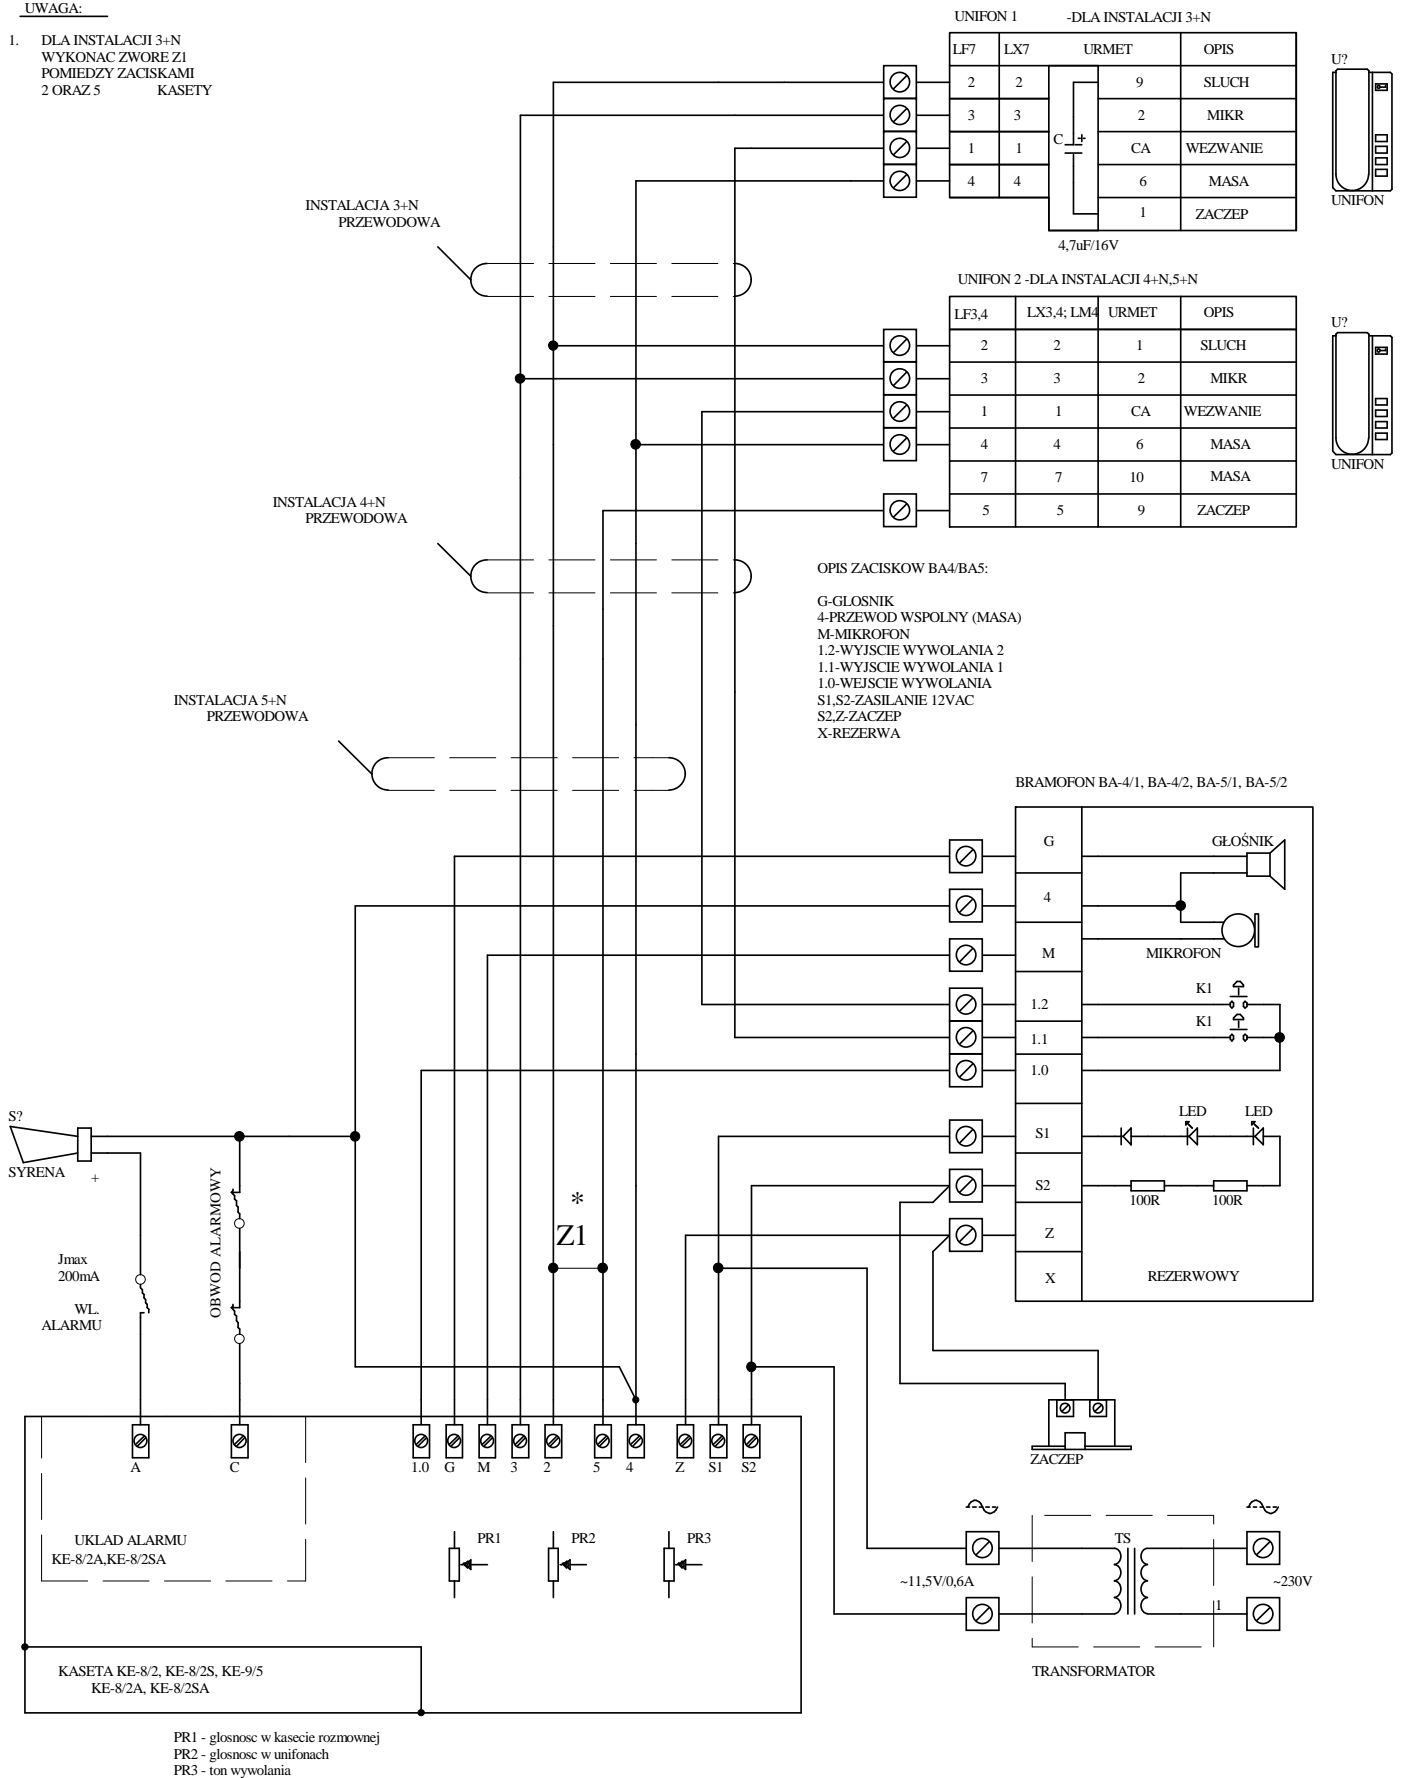 UWAGA:
1. DLA INSTALACJI 3+N
WYKONAC ZWORE Z1
POMIEDZY ZACISKAMI
2 ORAZ 5 KASETY
UNIFON 1 -DLA INSTALACJI 3+N
LF7 LX7 URMET OPIS
2 2 9 SLUCH
3 3 2 MIKR
1 1 CA WEZWANIE
4 4 6 MASA
1 ZACZEP
C +
4,7uF/16V
U?
UNIFON
INSTALACJA 3+N
PRZEWODOWA
UNIFON 2 -DLA INSTALACJI 4+N,5+N
LF3,4 LX3,4; LM4 URMET OPIS
2 2 1 SLUCH
3 3 2 MIKR
1 1 CA WEZWANIE
4 4 6 MASA
7 7 10 MASA
5 5 9 ZACZEP
U?
UNIFON
INSTALACJA 4+N
PRZEWODOWA
OPIS ZACISKOW BA4/BA5:
G-GLOSNIK
4-PRZEWOD WSPOLNY (MASA)
M-MIKROFON
1.2-WYJSCIE WYWOLANIA 2
1.1-WYJSCIE WYWOLANIA 1
1.0-WEJSCIE WYWOLANIA
S1,S2-ZASILANIE 12VAC
S2,Z-ZACZEP
X-REZERWA
INSTALACJA 5+N
PRZEWODOWA
BRAMOFON BA-4/1, BA-4/2, BA-5/1, BA-5/2
G GŁOŚNIK
4
M MIKROFON
1.2 K1
1.1 K1
1.0
S1 LED LED
S2 100R 100R
Z
X REZERWOWY
S?
SYRENA +
OBWOD ALARMOWY
Jmax
200mA
WL.
ALARMU
*
Z1
A C 1.0 G M 3 2 5 4 Z S1 S2
ZACZEP
UKLAD ALARMU
KE-8/2A,KE-8/2SA
PR1 PR2 PR3
TS
~11,5V/0,6A ~230V
1
TRANSFORMATOR
KASETA KE-8/2, KE-8/2S, KE-9/5
KE-8/2A, KE-8/2SA
PR1 - glosnosc w kasecie rozmownej
PR2 - glosnosc w unifonach
PR3 - ton wywolania